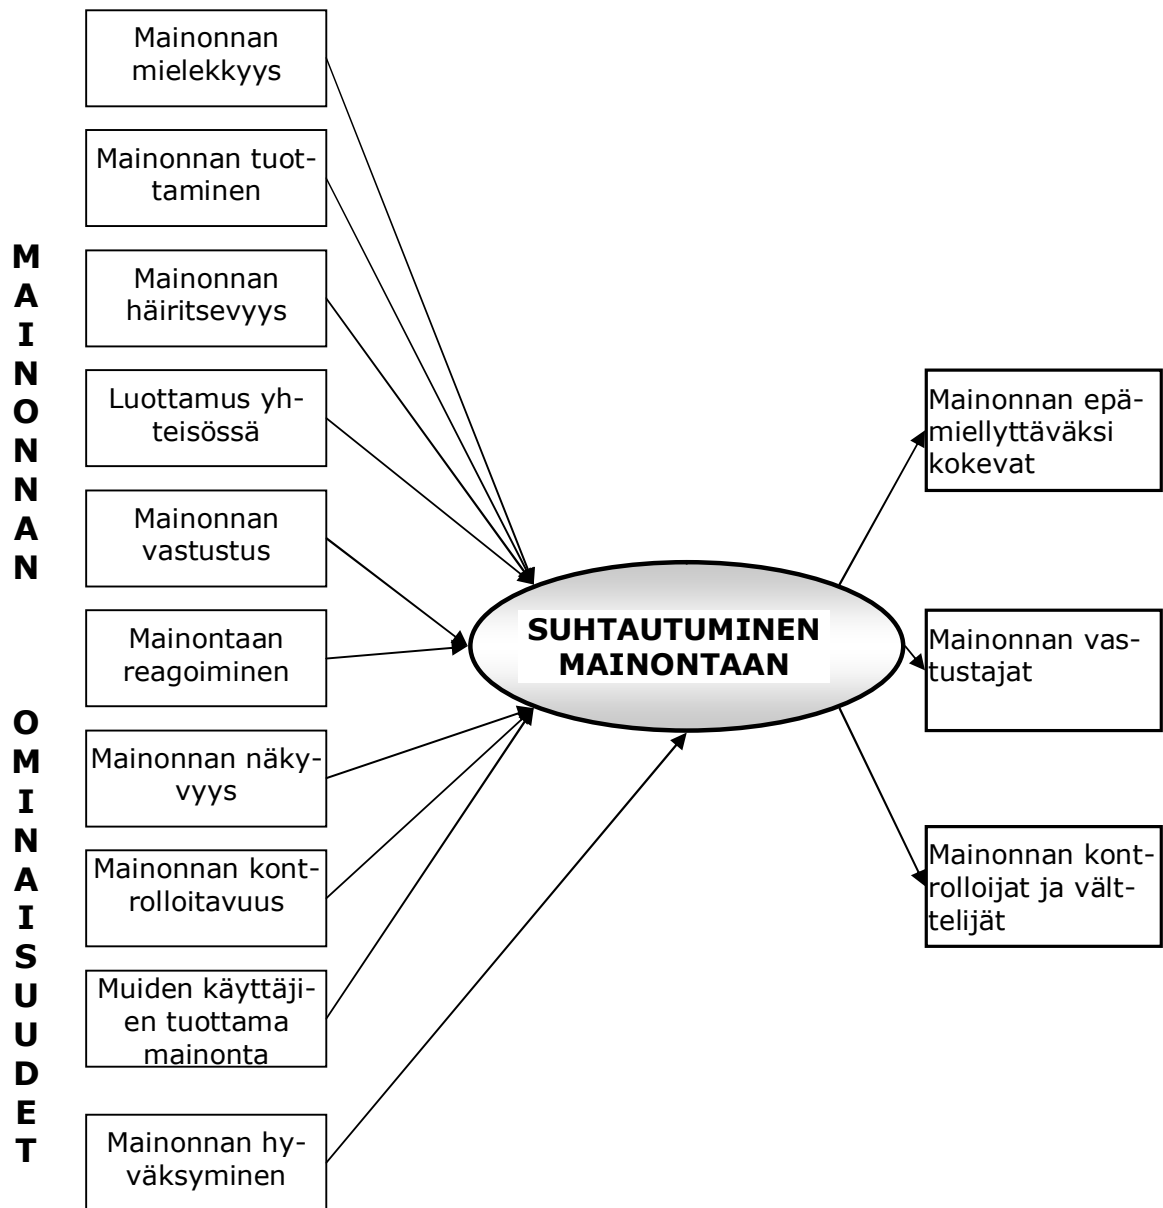 MAINONNAN
OMINAISUUDET
Mainonnan
mielekkyys
Mainonnan tuot-
taminen
Mainonnan
häiritsevyys
Luottamus yh-
teisössä
Mainonnan
vastustus
Mainontaan
reagoiminen
Mainonnan näky-
vyys
Mainonnan kont-
rolloitavuus
Muiden käyttäji-
en tuottama
mainonta
Mainonnan hy-
väksyminen
SUHTAUTUMINEN
MAINONTAAN
Mainonnan epä-
miellyttäväksi
kokevat
Mainonnan vas-
tustajat
Mainonnan kont-
rolloijat ja vält-
telijät